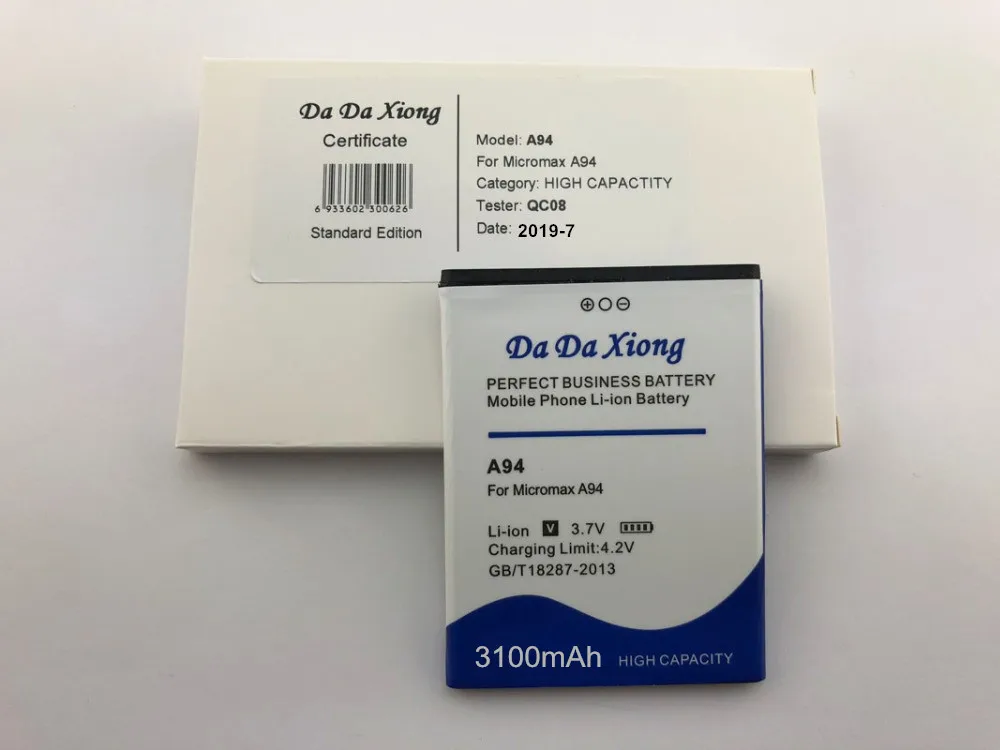 Da Da Xiong
Certificate
6 933602 300626
Standard Edition
Model: A94
For Micromax A94
Category: HIGH CAPACTITY
Tester: QC08
Date: 2019-7
Da Da Xiong
PERFECT BUSINESS BATTERY
Mobile Phone Li-ion Battery
A94
For Micromax A94
Li-ion V 3.7V
Charging Limit:4.2V
GB/T18287-2013
3100mAh HIGH CAPACITY